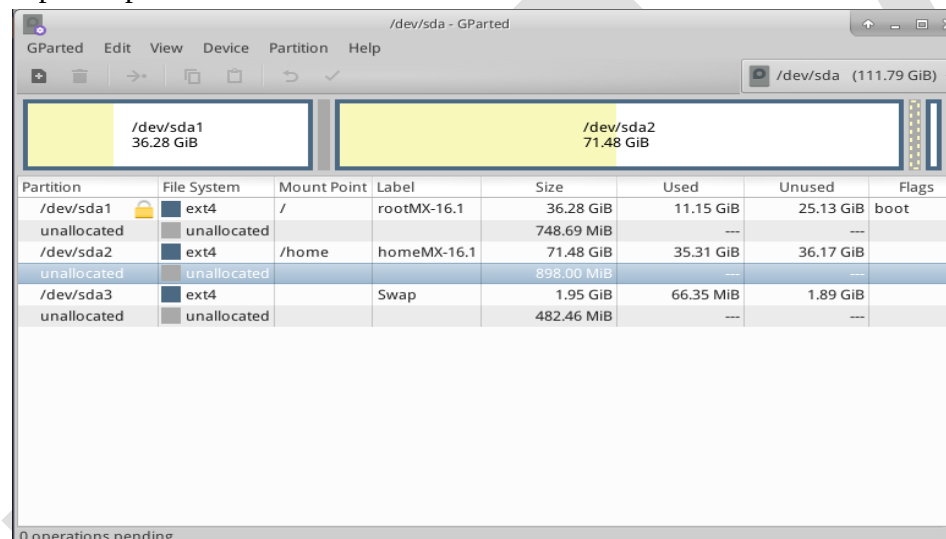 /dev/sda - GParted
GParted Edit View Device Partition Help
/dev/sda (111.79 GiB)
/dev/sda1
36.28 GiB
/dev/sda2
71.48 GiB
Partition File System Mount Point Label Size Used Unused Flags
/dev/sda1 ext4 / rootMX-16.1 36.28 GiB 11.15 GiB 25.13 GiB boot
unallocated unallocated 748.69 MiB --- ---
/dev/sda2 ext4 /home homeMX-16.1 71.48 GiB 35.31 GiB 36.17 GiB
unallocated unallocated 898.00 MiB --- ---
/dev/sda3 ext4 Swap 1.95 GiB 66.35 MiB 1.89 GiB
unallocated unallocated 482.46 MiB --- ---
0 operations pending